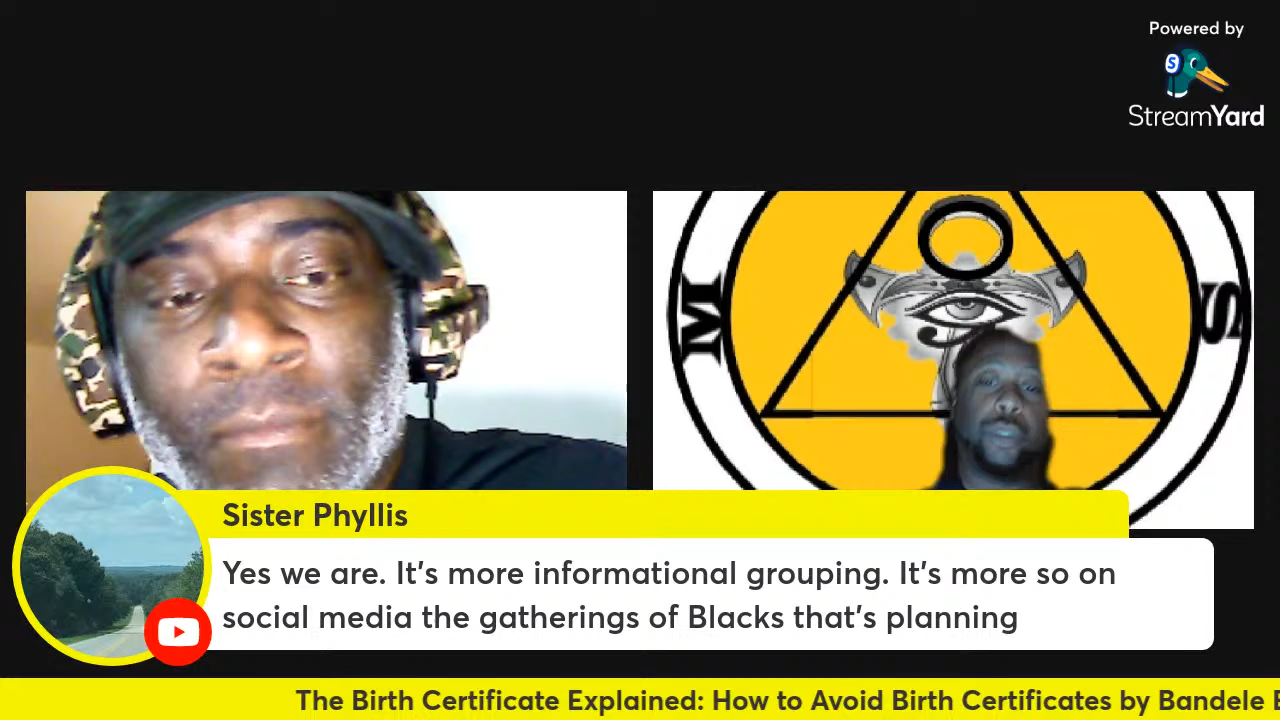 Powered by
S
StreamYard
M
S
Sister Phyllis
Yes we are. It's more informational grouping. It's more so on
social media the gatherings of Blacks that's planning
The Birth Certificate Explained: How to Avoid Birth Certificates by Bandele